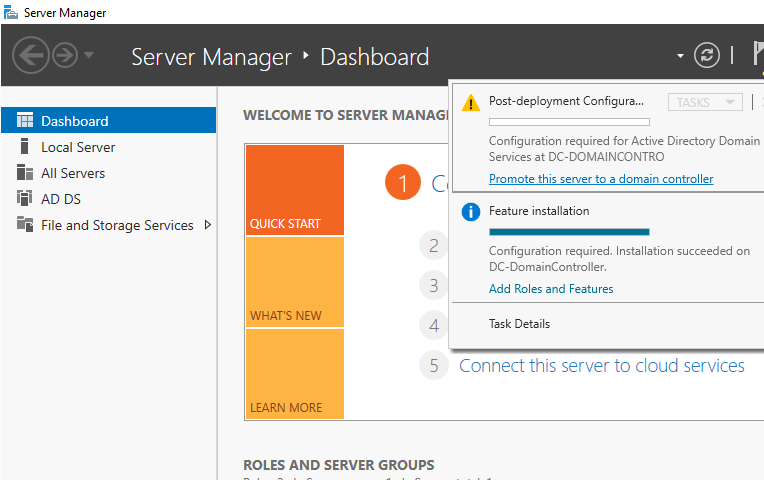 Server Manager
Server Manager • Dashboard
Dashboard
Local Server
All Servers
AD DS
File and Storage Services
WELCOME TO SERVER MANAG
QUICK START
WHAT'S NEW
LEARN MORE
1
2
3
4
5 Connect this server to cloud services
ROLES AND SERVER GROUPS
Post-deployment Configura... TASKS
Configuration required for Active Directory Domain
Services at DC-DOMAINCONTRO
Promote this server to a domain controller
Feature installation
Configuration required. Installation succeeded on
DC-DomainController.
Add Roles and Features
Task Details